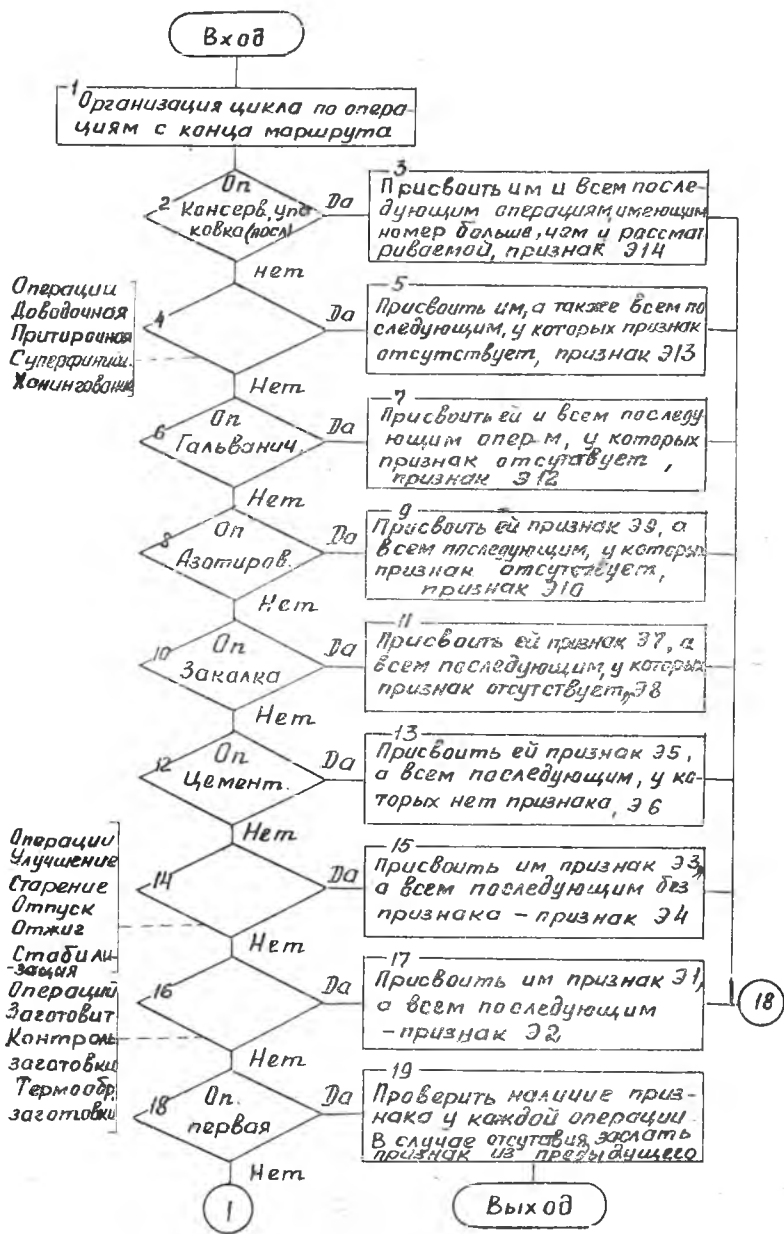 Вход
1
Организация цикла по опера-
циям с конца маршрута
2
Оп
Консерв. упа
ковка (посл)
Да
нет
3
Присвоить им и всем после-
дующим операциям, имеющим
номер больше, чем и рассмат
риваемой, признак Э14
Операции
Доводочная
Притирочная
Суперфиниш.
Хонингование
4
Да
Нет
5
Присвоить им, а также всем по
следующим, у которых признак
отсутствует, признак Э13
6
Оп
Гальванич.
Да
Нет
7
Присвоить ей и всем последу
ющим опер-м, у которых
признак отсутавует,
признак Э12
8
Оп
Азотиров.
Да
Нет
9
Присвоить ей признак Э9, а
всем последующим, у которых
признак отсутствует,
признак Э10
10
Оп
Закалка
Да
Нет
11
Присвоить ей признак Э7, а
всем последующим, у которых
признак отсутствует, Э8
12
Оп
Цемент.
Да
Нет
13
Присвоить ей признак Э5,
а всем последующим, у ко-
торых нет признака, Э6
Операции
Улучшение
Старение
Отпуск
Отжиг
Стабили-
-зация
14
Да
Нет
15
Присвоить им признак Э3,
а всем последующим без
признака - признак Э4
Операций
Заготовит
Контроль
заготовки
Термообр.
заготовки
16
Да
Нет
17
Присвоить им признак Э1,
а всем последующим
-признак Э2
18
18
Оп.
первая
Да
Нет
19
Проверить наличие приз-
нака у каждой операции
В случае отсутавия, заслать
признак из предыдущего
1
Выход